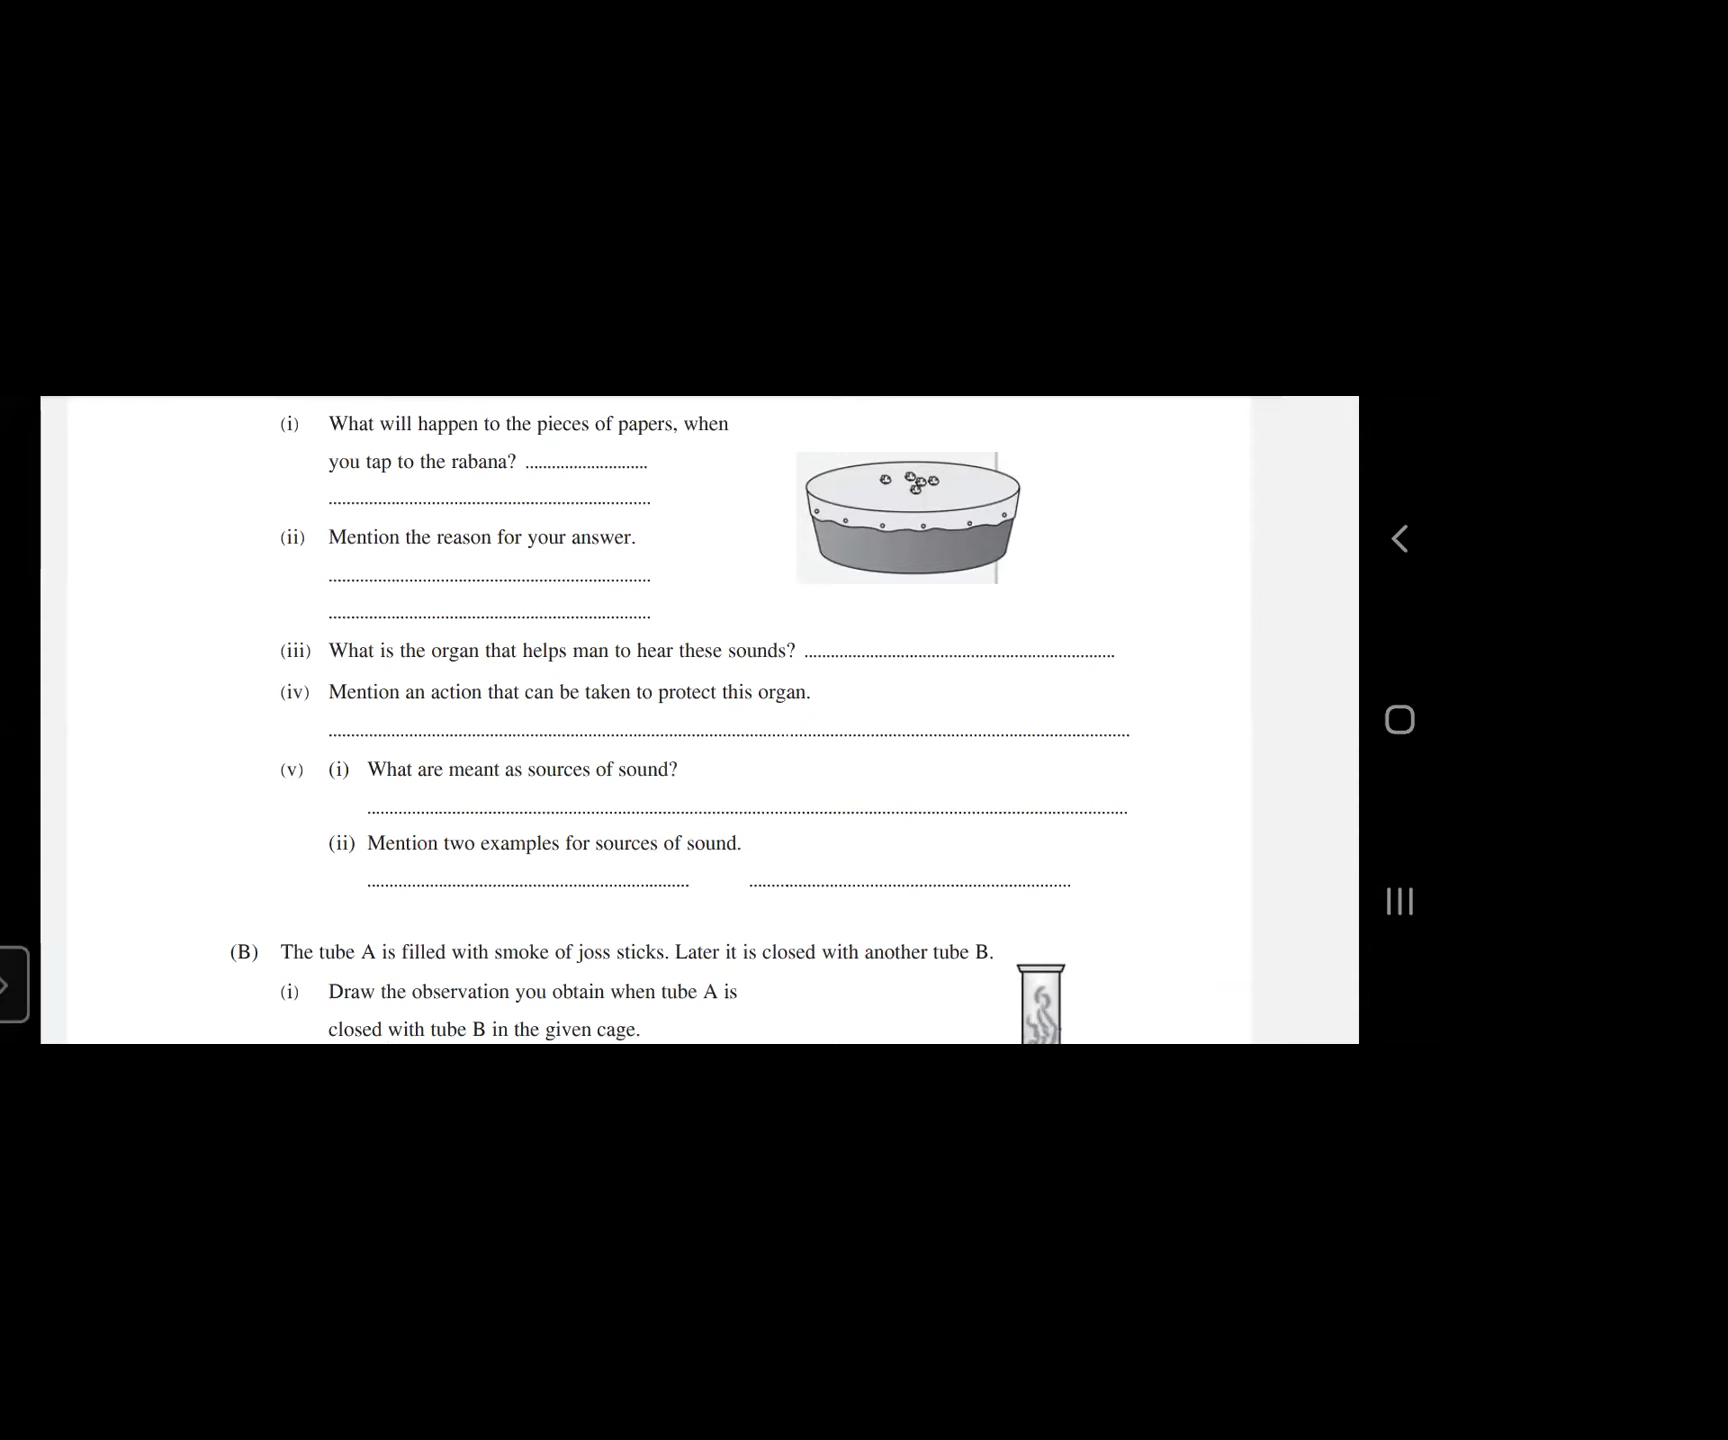 (i) What will happen to the pieces of papers, when
you tap to the rabana? ............................
..........................................................................
(ii) Mention the reason for your answer.
..........................................................................
..........................................................................
(iii) What is the organ that helps man to hear these sounds? ......................................................................
(iv) Mention an action that can be taken to protect this organ.
....................................................................................................................................................................................
(v) (i) What are meant as sources of sound?
............................................................................................................................................................................
(ii) Mention two examples for sources of sound.
......................................................................... .........................................................................
(B) The tube A is filled with smoke of joss sticks. Later it is closed with another tube B.
(i) Draw the observation you obtain when tube A is
closed with tube B in the given cage.